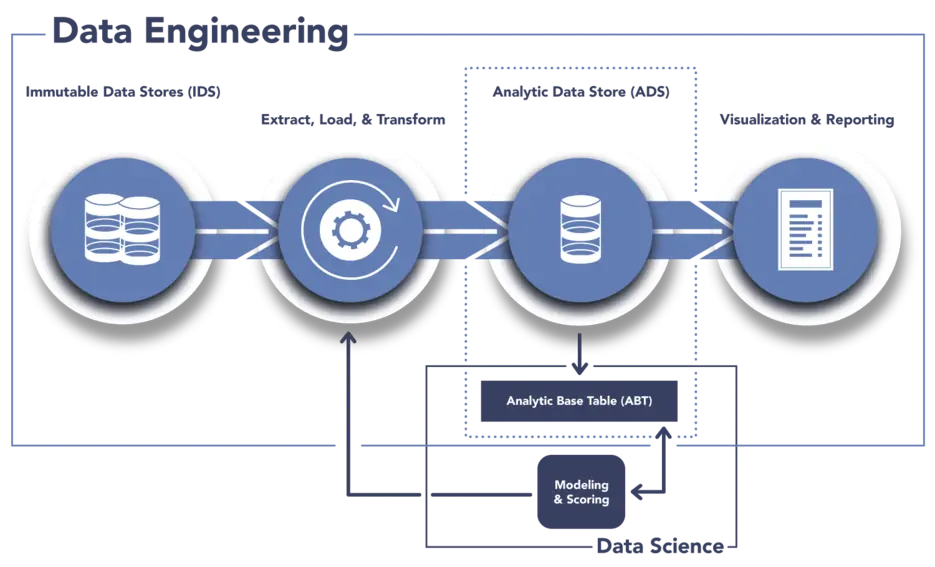 Data Engineering
Immutable Data Stores (IDS)
Analytic Data Store (ADS)
Extract, Load, & Transform
Visualization & Reporting
Analytic Base Table (ABT)
Modeling
& Scoring
Data Science